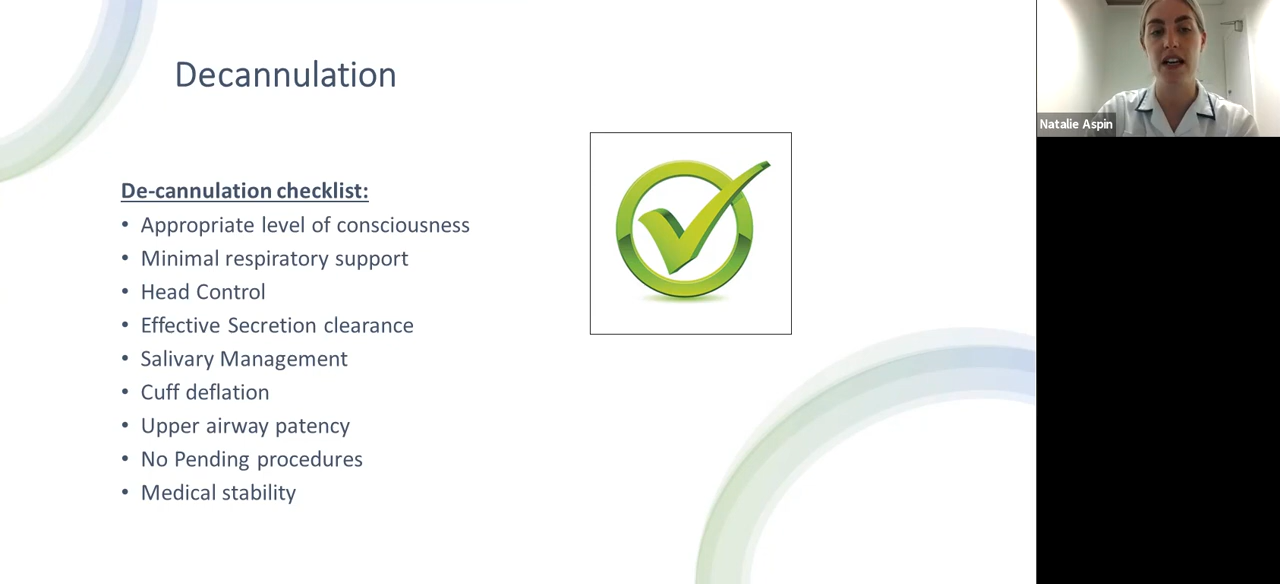 Decannulation
De-cannulation checklist:
• Appropriate level of consciousness
• Minimal respiratory support
• Head Control
• Effective Secretion clearance
• Salivary Management
• Cuff deflation
• Upper airway patency
• No Pending procedures
• Medical stability
Natalie Aspin